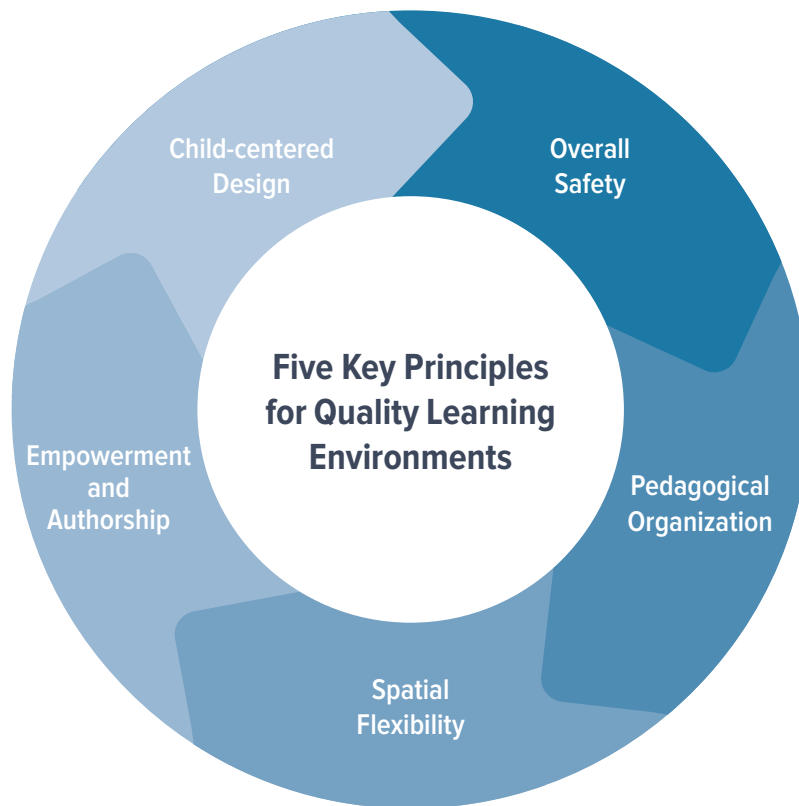 Five Key Principles
for Quality Learning
Environments
Overall
Safety
Pedagogical
Organization
Spatial
Flexibility
Empowerment
and
Authorship
Child-centered
Design